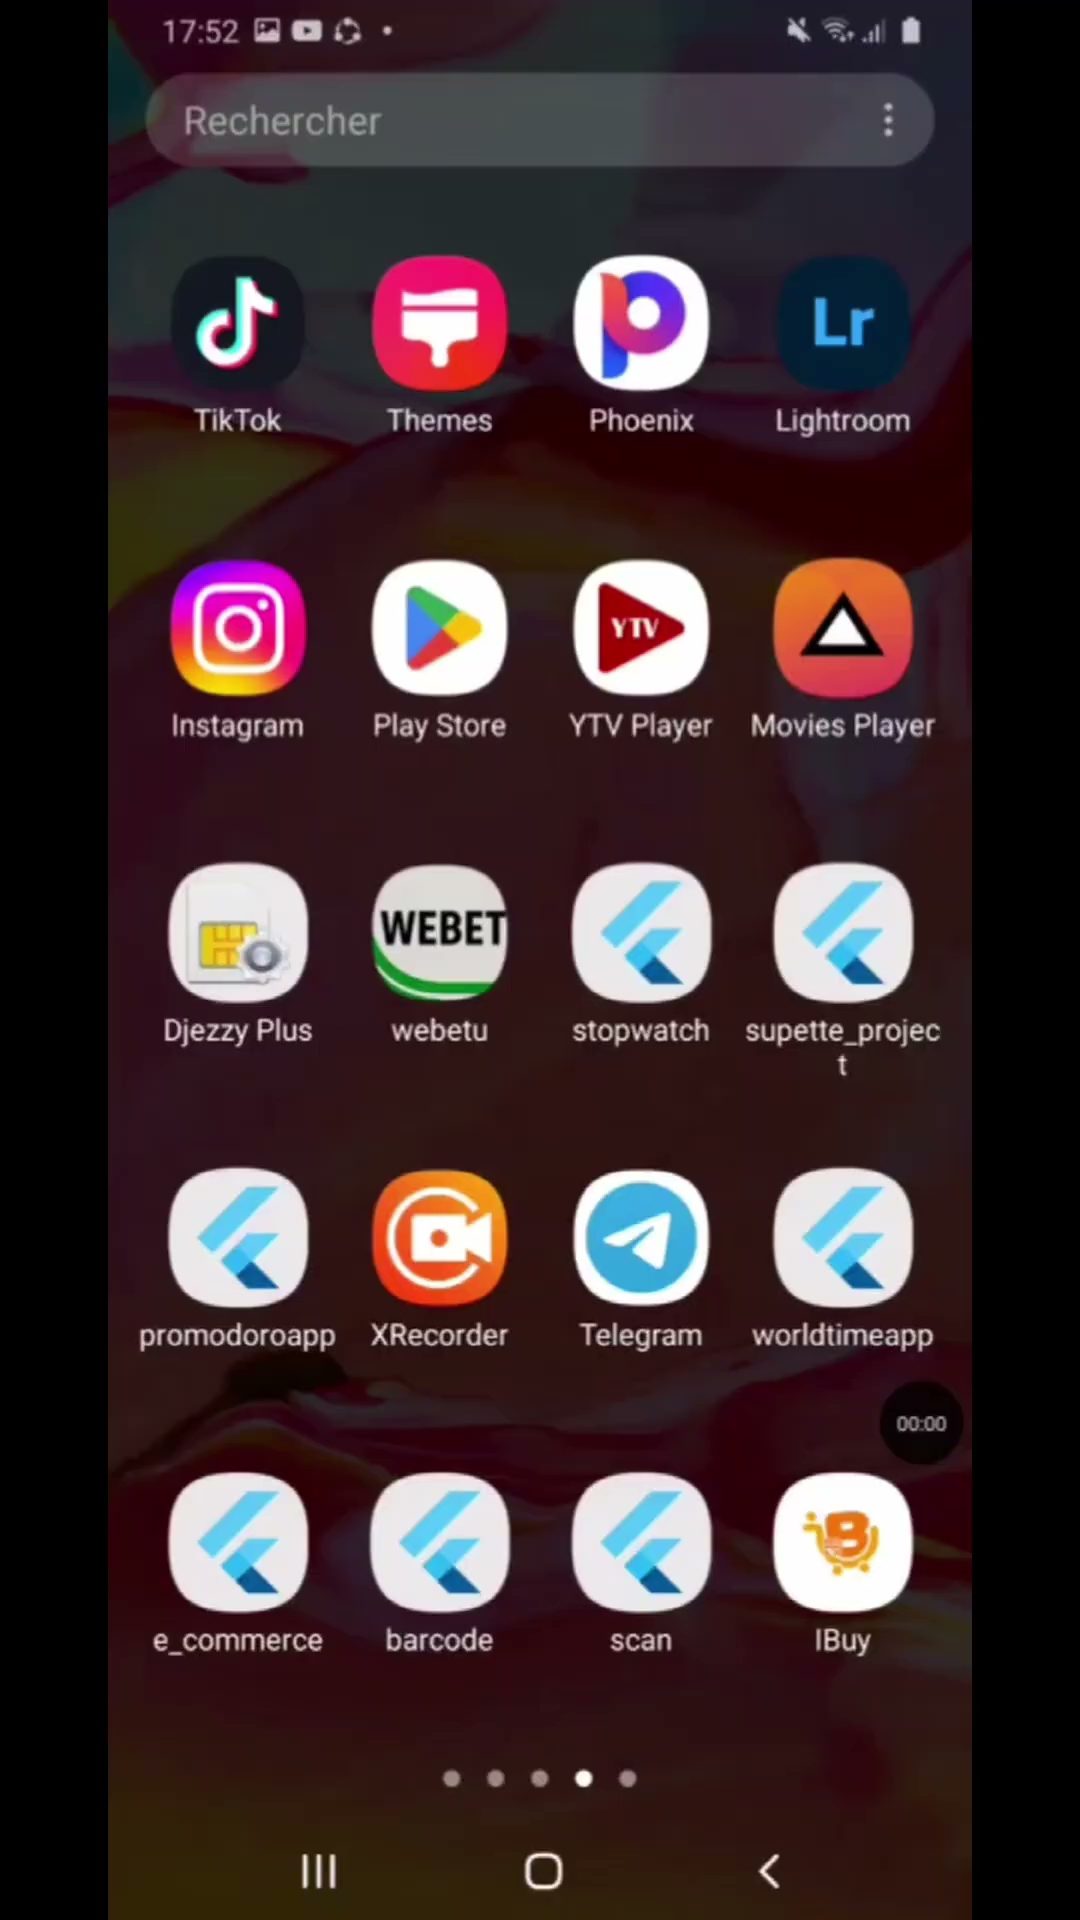 17:52
Rechercher
TikTok
Themes
Phoenix
Lr
Lightroom
Instagram
Play Store
YTV
YTV Player
Movies Player
Djezzy Plus
WEBET
webetu
stopwatch
supette_projec
t
promodoroapp
XRecorder
Telegram
worldtimeapp
00:00
e_commerce
barcode
scan
B
IBuy